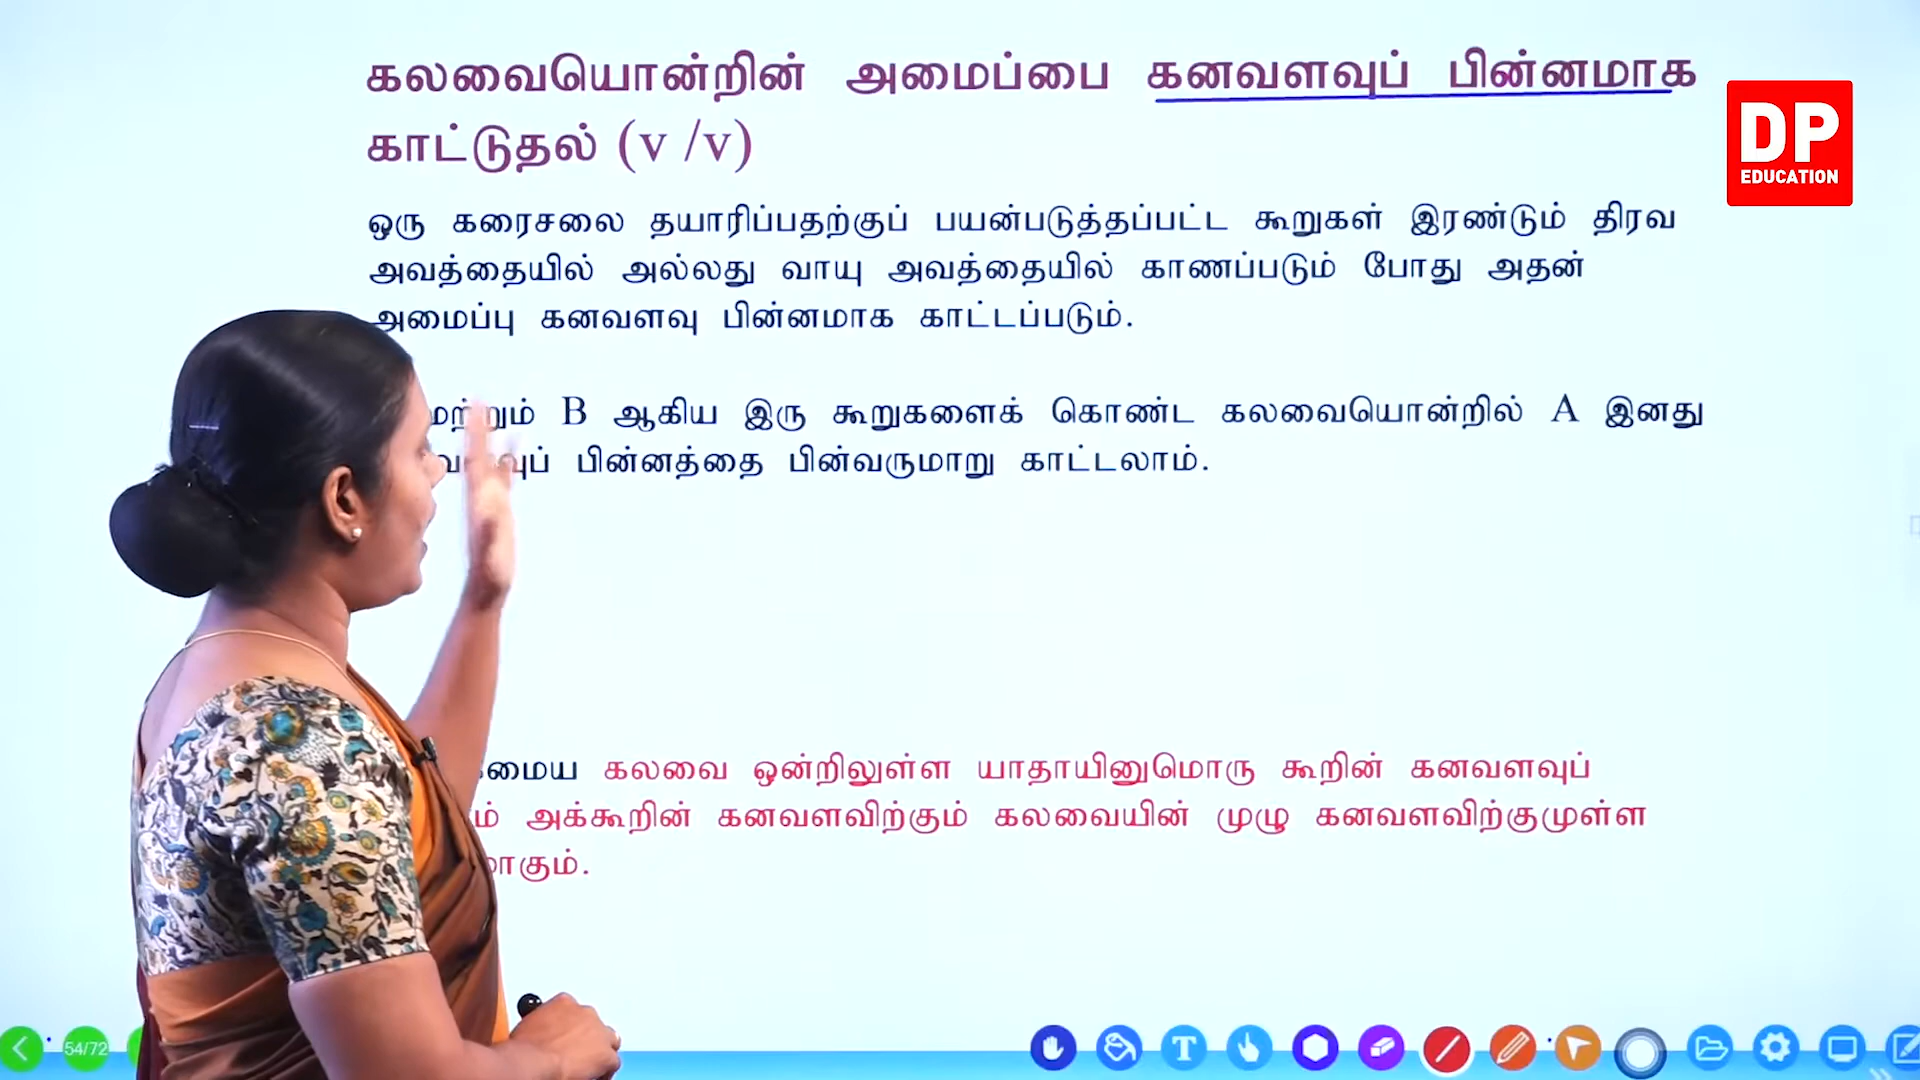 கலவையொன்றின் அமைப்பை கனவளவுப் பின்னமாக
காட்டுதல் (v /v)
DP
EDUCATION
ஒரு கரைசலை தயாரிப்பதற்குப் பயன்படுத்தப்பட்ட கூறுகள் இரண்டும் திரவ
அவத்தையில் அல்லது வாயு அவத்தையில் காணப்படும் போது அதன்
அமைப்பு கனவளவு பின்னமாக காட்டப்படும்.
மற்றும் B ஆகிய இரு கூறுகளைக் கொண்ட கலவையொன்றில் A இனது
பின்னத்தை பின்வருமாறு காட்டலாம்.
கலவை ஒன்றிலுள்ள யாதாயினுமொரு கூறின் கனவளவுப்
அக்கூறின் கனவளவிற்கும் கலவையின் முழு கனவளவிற்குமுள்ள
54/72